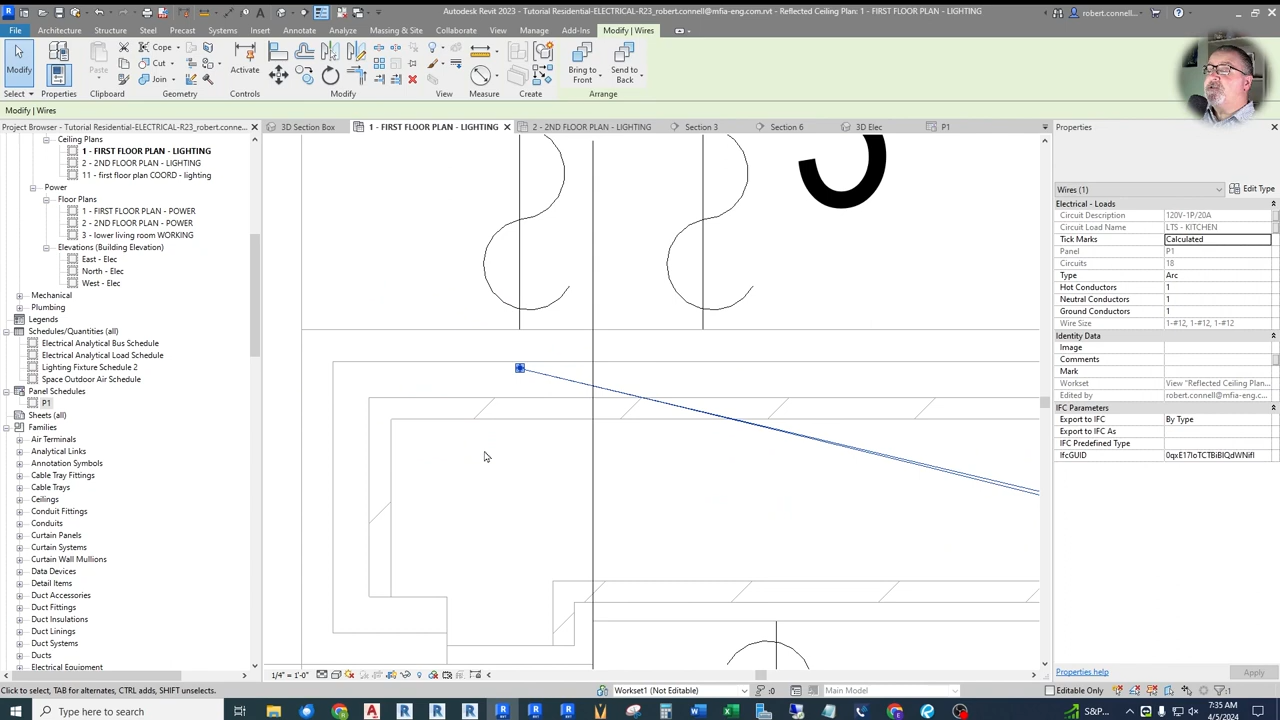 Autodesk Revit 2023 - Tutorial Residential-ELECTRICAL-R23_robert.connell@mfia-eng.com.rvt - Reflected Ceiling Plan: 1 - FIRST FLOOR PLAN - LIGHTING
robert.connell...
File Architecture Structure Steel Precast Systems Insert Annotate Analyze Massing & Site Collaborate View Manage Add-Ins Modify | Wires
Modify Paste Cope Cut Join Activate Bring to Front Send to Back
Select Properties Clipboard Geometry Controls Modify View Measure Create Arrange
Modify | Wires
Project Browser - Tutorial Residential-ELECTRICAL-R23_robert.conne...
3D Section Box 1 - FIRST FLOOR PLAN - LIGHTING 2 - 2ND FLOOR PLAN - LIGHTING Section 3 Section 6 3D Elec P1
Properties
Ceiling Plans
1 - FIRST FLOOR PLAN - LIGHTING
2 - 2ND FLOOR PLAN - LIGHTING
11 - first floor plan COORD - lighting
Power
Floor Plans
1 - FIRST FLOOR PLAN - POWER
2 - 2ND FLOOR PLAN - POWER
3 - lower living room WORKING
Elevations (Building Elevation)
East - Elec
North - Elec
West - Elec
Mechanical
Plumbing
Legends
Schedules/Quantities (all)
Electrical Analytical Bus Schedule
Electrical Analytical Load Schedule
Lighting Fixture Schedule 2
Space Outdoor Air Schedule
Panel Schedules
P1
Sheets (all)
Families
Air Terminals
Analytical Links
Annotation Symbols
Cable Tray Fittings
Cable Trays
Ceilings
Conduit Fittings
Conduits
Curtain Panels
Curtain Systems
Curtain Wall Mullions
Data Devices
Detail Items
Duct Accessories
Duct Fittings
Duct Insulations
Duct Linings
Duct Systems
Ducts
Electrical Equipment
Wires (1) Edit Type
Electrical - Loads
Circuit Description 120V-1P/20A
Circuit Load Name LTS - KITCHEN
Tick Marks Calculated
Panel P1
Circuits 18
Type Arc
Hot Conductors 1
Neutral Conductors 1
Ground Conductors 1
Wire Size 1-#12, 1-#12, 1-#12
Identity Data
Image
Comments
Mark
Workset View "Reflected Ceiling Plan...
Edited by robert.connell@mfia-eng.c...
IFC Parameters
Export to IFC By Type
Export to IFC As
IFC Predefined Type
IfcGUID
Properties help Apply
1/4" = 1'-0"
Click to select, TAB for alternates, CTRL adds, SHIFT unselects.
Workset1 (Not Editable) :0 Main Model Editable Only :1
Type here to search
S&P... 7:35 AM
4/5/2024